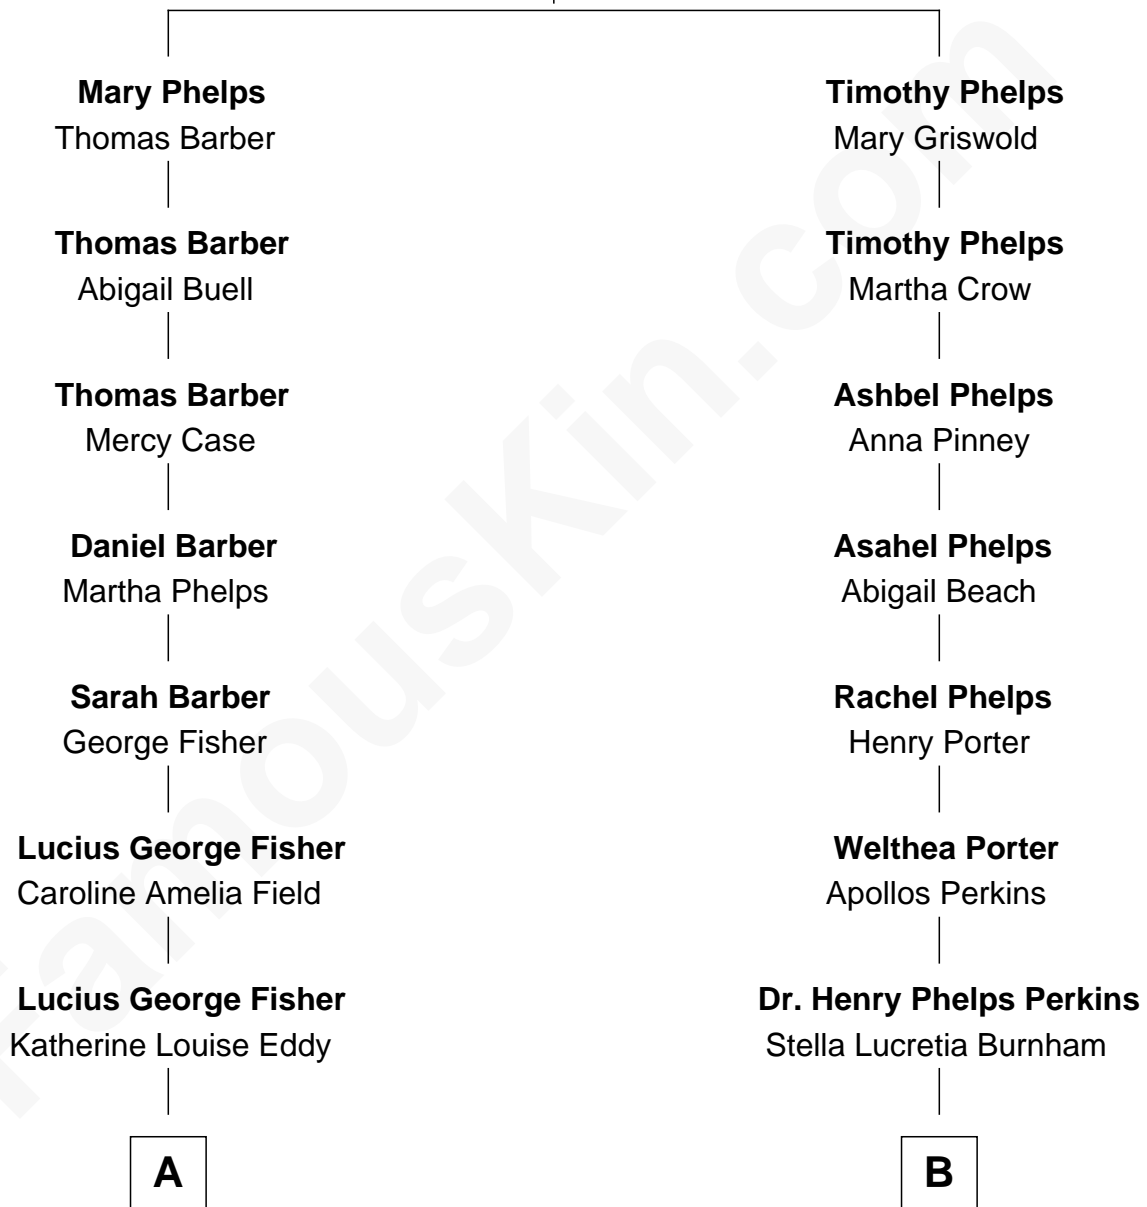 Mary Phelps
Thomas Barber
Timothy Phelps
Mary Griswold
Thomas Barber
Abigail Buell
Timothy Phelps
Martha Crow
Thomas Barber
Mercy Case
Ashbel Phelps
Anna Pinney
Daniel Barber
Martha Phelps
Asahel Phelps
Abigail Beach
Sarah Barber
George Fisher
Rachel Phelps
Henry Porter
Lucius George Fisher
Caroline Amelia Field
Welthea Porter
Apollos Perkins
Lucius George Fisher
Katherine Louise Eddy
Dr. Henry Phelps Perkins
Stella Lucretia Burnham
A
B
FamousKin.com